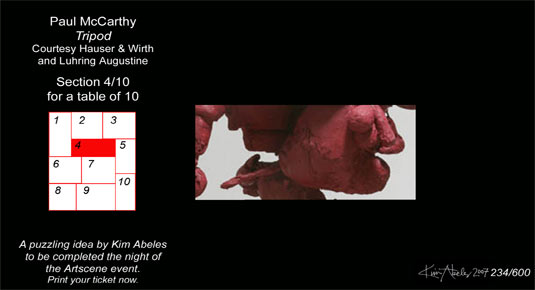 Paul McCarthy
Tripod
Courtesy Hauser & Wirth
and Luhring Augustine
Section 4/10
for a table of 10
1 2 3
4 5
6 7
8 9 10
A puzzling idea by Kim Abeles
to be completed the night of
the Artscene event.
Print your ticket now.
Kim Abeles 2007 234/600